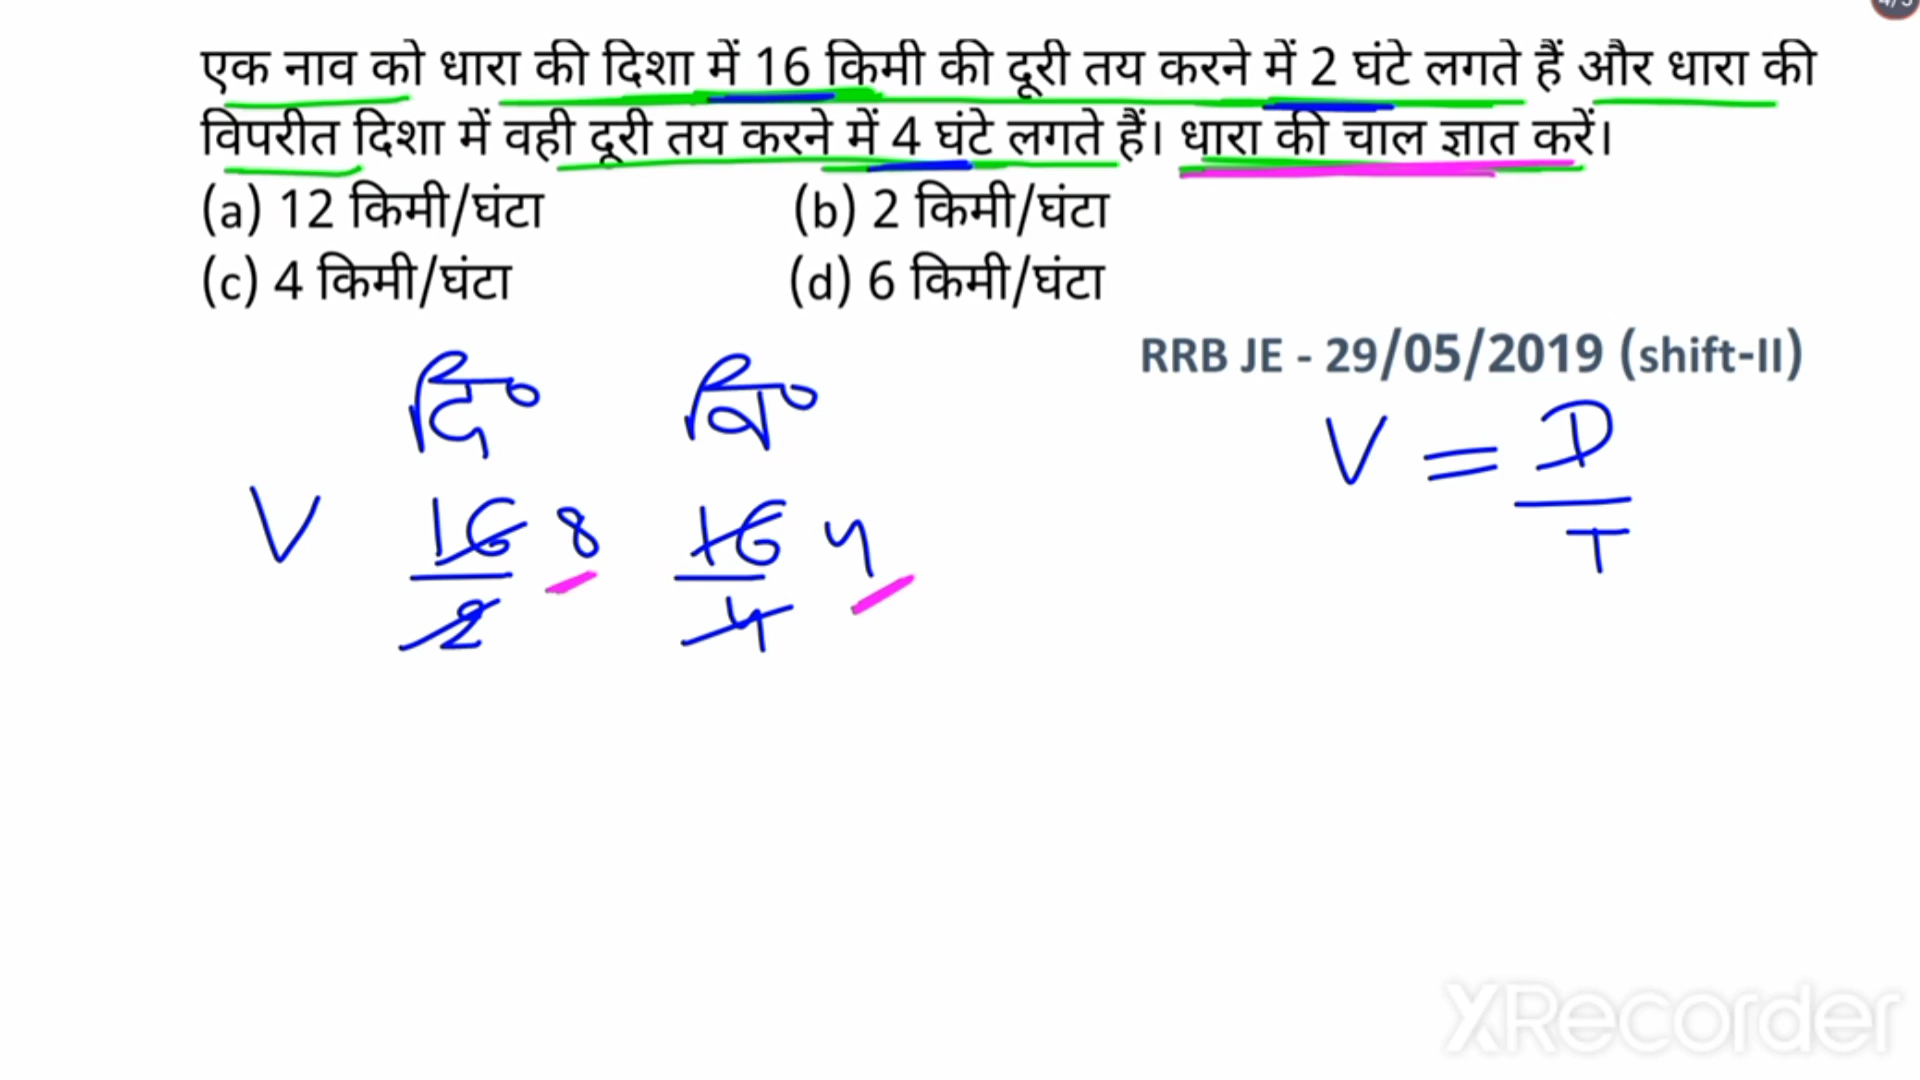 एक नाव को धारा की दिशा में 16 किमी की दूरी तय करने में 2 घंटे लगते हैं और धारा की
विपरीत दिशा में वही दूरी तय करने में 4 घंटे लगते हैं। धारा की चाल ज्ञात करें।
(a) 12 किमी/घंटा (b) 2 किमी/घंटा
(c) 4 किमी/घंटा (d) 6 किमी/घंटा
RRB JE - 29/05/2019 (shift-II)
दि० वि०
V = D/T
V 16/2 8 16/4 4
XRecorder